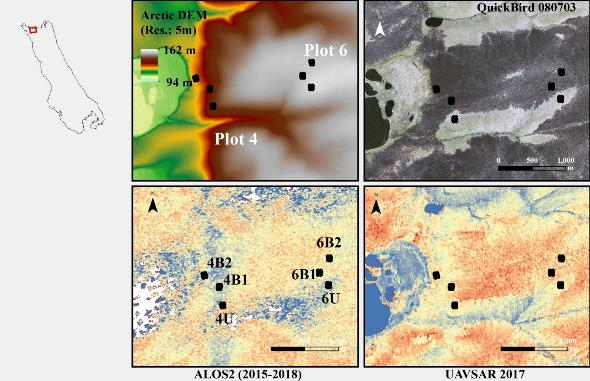 Arctic DEM
(Res.: 5m)
162 m
94 m
Plot 6
Plot 4
QuickBird 080703
0 500 1,000
m
4B2
4B1
4U
6B2
6B1
6U
ALOS2 (2015-2018)
UAVSAR 2017